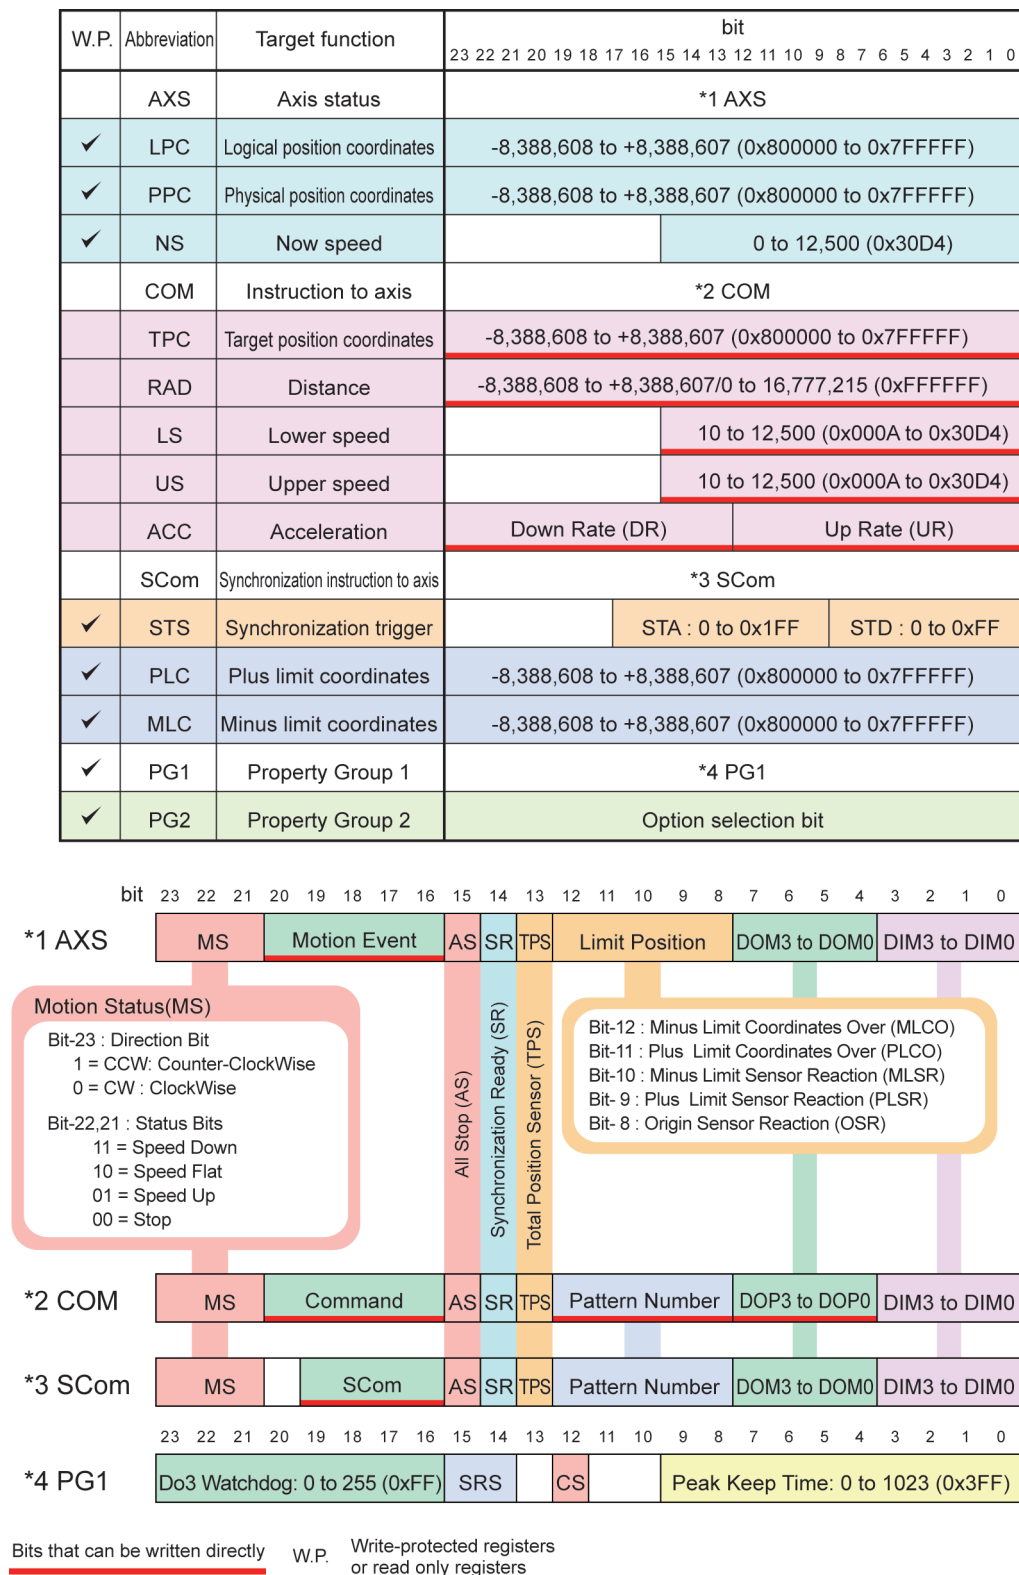 W.P. Abbreviation Target function bit
23 22 21 20 19 18 17 16 15 14 13 12 11 10 9 8 7 6 5 4 3 2 1 0
AXS Axis status *1 AXS
✓ LPC Logical position coordinates -8,388,608 to +8,388,607 (0x800000 to 0x7FFFFF)
✓ PPC Physical position coordinates -8,388,608 to +8,388,607 (0x800000 to 0x7FFFFF)
✓ NS Now speed 0 to 12,500 (0x30D4)
COM Instruction to axis *2 COM
TPC Target position coordinates -8,388,608 to +8,388,607 (0x800000 to 0x7FFFFF)
RAD Distance -8,388,608 to +8,388,607/0 to 16,777,215 (0xFFFFFF)
LS Lower speed 10 to 12,500 (0x000A to 0x30D4)
US Upper speed 10 to 12,500 (0x000A to 0x30D4)
ACC Acceleration Down Rate (DR) Up Rate (UR)
SCom Synchronization instruction to axis *3 SCom
✓ STS Synchronization trigger STA : 0 to 0x1FF STD : 0 to 0xFF
✓ PLC Plus limit coordinates -8,388,608 to +8,388,607 (0x800000 to 0x7FFFFF)
✓ MLC Minus limit coordinates -8,388,608 to +8,388,607 (0x800000 to 0x7FFFFF)
✓ PG1 Property Group 1 *4 PG1
✓ PG2 Property Group 2 Option selection bit
bit 23 22 21 20 19 18 17 16 15 14 13 12 11 10 9 8 7 6 5 4 3 2 1 0
*1 AXS MS Motion Event AS SR TPS Limit Position DOM3 to DOM0 DIM3 to DIM0
Motion Status(MS)
Bit-23 : Direction Bit
1 = CCW: Counter-ClockWise
0 = CW : ClockWise
Bit-22,21 : Status Bits
11 = Speed Down
10 = Speed Flat
01 = Speed Up
00 = Stop
All Stop (AS)
Synchronization Ready (SR)
Total Position Sensor (TPS)
Bit-12 : Minus Limit Coordinates Over (MLCO)
Bit-11 : Plus Limit Coordinates Over (PLCO)
Bit-10 : Minus Limit Sensor Reaction (MLSR)
Bit- 9 : Plus Limit Sensor Reaction (PLSR)
Bit- 8 : Origin Sensor Reaction (OSR)
*2 COM MS Command AS SR TPS Pattern Number DOP3 to DOP0 DIM3 to DIM0
*3 SCom MS SCom AS SR TPS Pattern Number DOM3 to DOM0 DIM3 to DIM0
23 22 21 20 19 18 17 16 15 14 13 12 11 10 9 8 7 6 5 4 3 2 1 0
*4 PG1 Do3 Watchdog: 0 to 255 (0xFF) SRS CS Peak Keep Time: 0 to 1023 (0x3FF)
Bits that can be written directly W.P. Write-protected registers
or read only registers